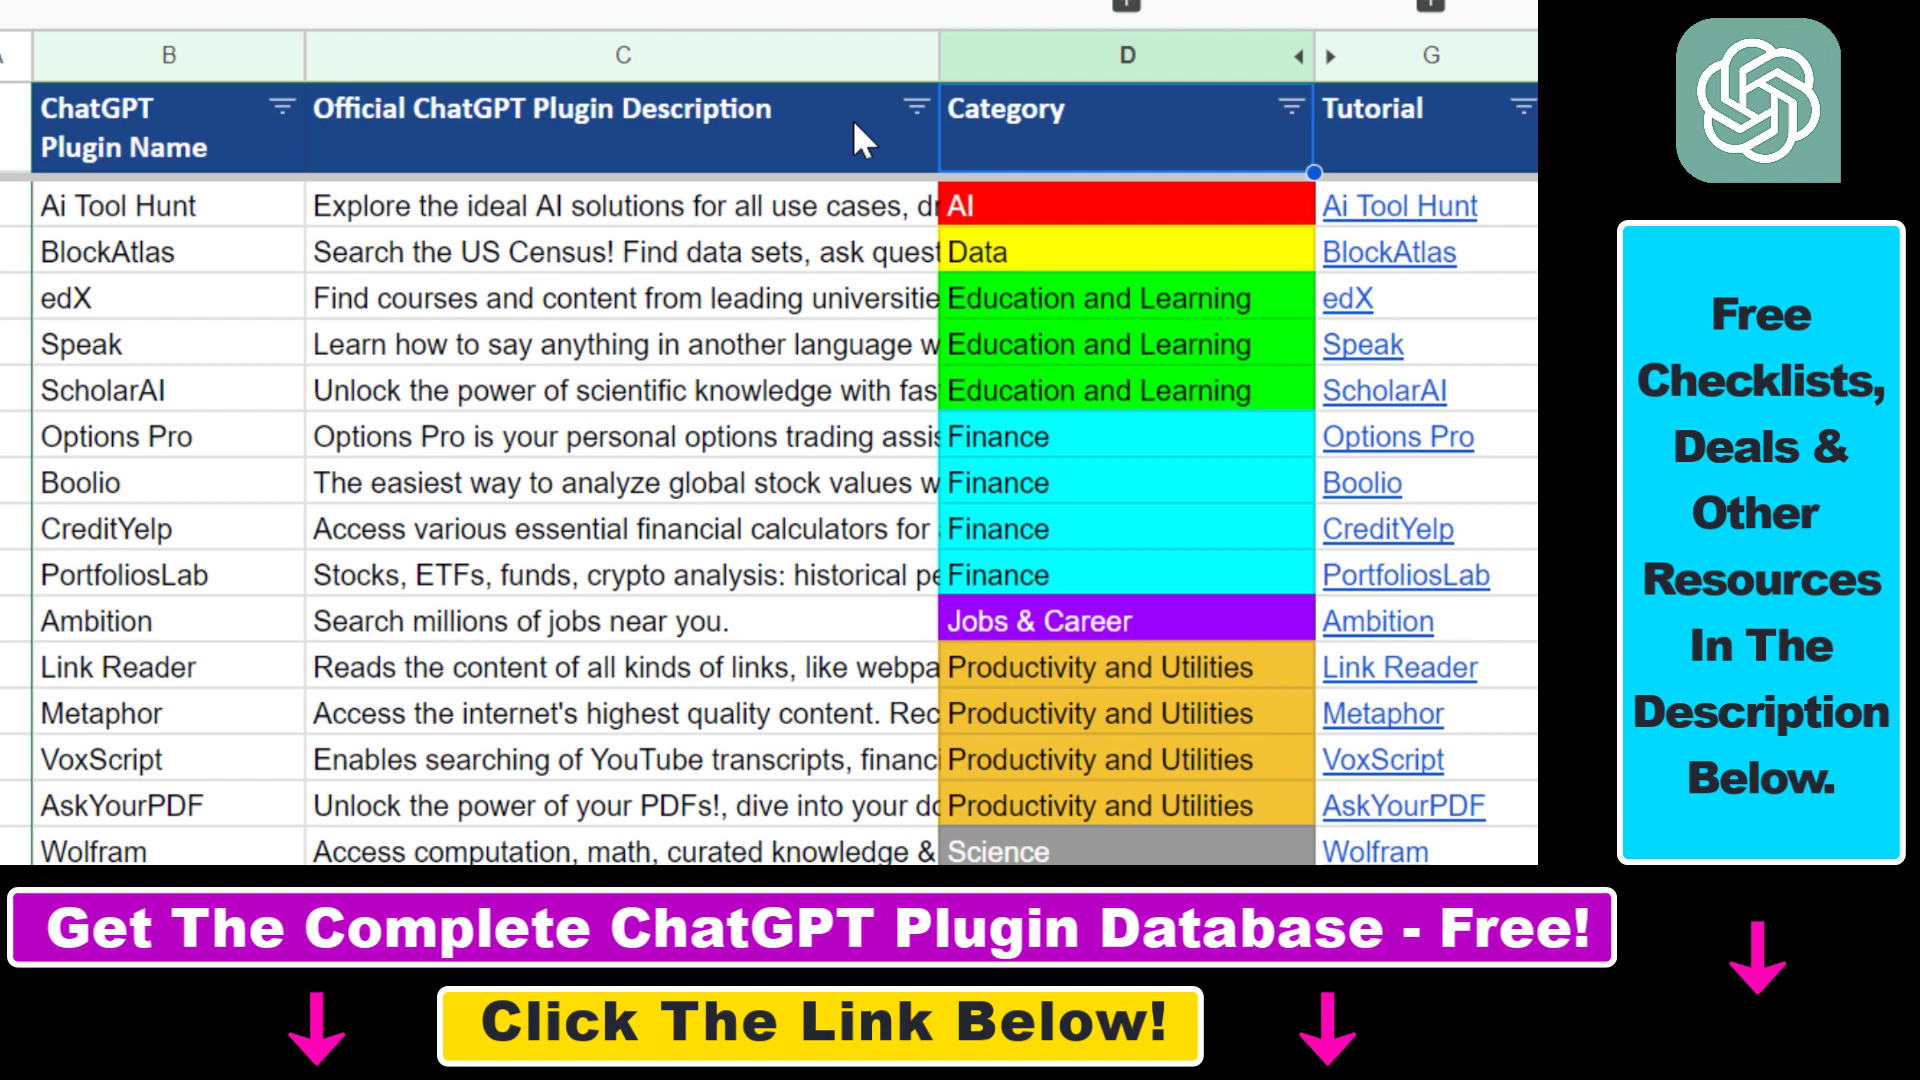 B C D G
ChatGPT Plugin Name Official ChatGPT Plugin Description Category Tutorial
Ai Tool Hunt Explore the ideal AI solutions for all use cases, AI Ai Tool Hunt
BlockAtlas Search the US Census! Find data sets, ask quest Data BlockAtlas
edX Find courses and content from leading universitie Education and Learning edX
Speak Learn how to say anything in another language w Education and Learning Speak
ScholarAI Unlock the power of scientific knowledge with fas Education and Learning ScholarAI
Options Pro Options Pro is your personal options trading assis Finance Options Pro
Boolio The easiest way to analyze global stock values w Finance Boolio
CreditYelp Access various essential financial calculators for Finance CreditYelp
PortfoliosLab Stocks, ETFs, funds, crypto analysis: historical pe Finance PortfoliosLab
Ambition Search millions of jobs near you. Jobs & Career Ambition
Link Reader Reads the content of all kinds of links, like webpa Productivity and Utilities Link Reader
Metaphor Access the internet's highest quality content. Rec Productivity and Utilities Metaphor
VoxScript Enables searching of YouTube transcripts, financ Productivity and Utilities VoxScript
AskYourPDF Unlock the power of your PDFs!, dive into your do Productivity and Utilities AskYourPDF
Wolfram Access computation, math, curated knowledge & Science Wolfram
Free
Checklists,
Deals &
Other
Resources
In The
Description
Below.
Get The Complete ChatGPT Plugin Database - Free!
Click The Link Below!